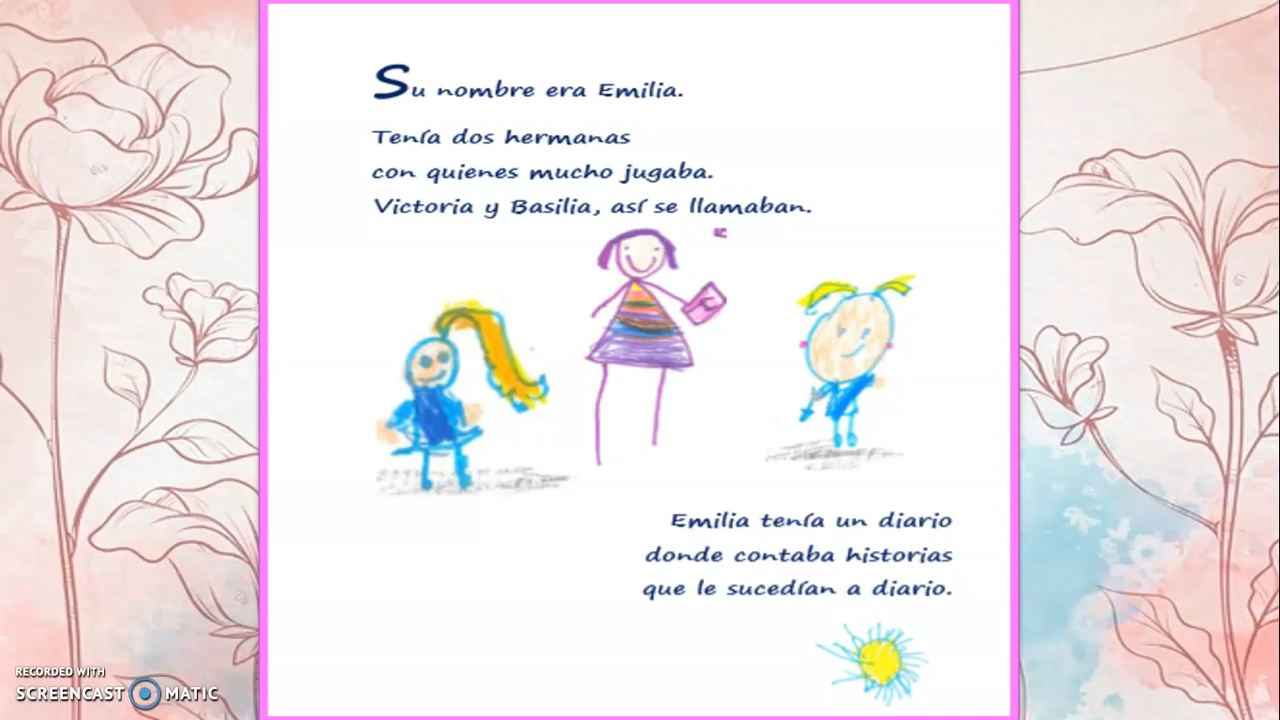 Su nombre era Emilia.
Tenía dos hermanas
con quienes mucho jugaba.
Victoria y Basilia, así se llamaban.
Emilia tenía un diario
donde contaba historias
que le sucedían a diario.
RECORDED WITH
SCREENCAST MATIC